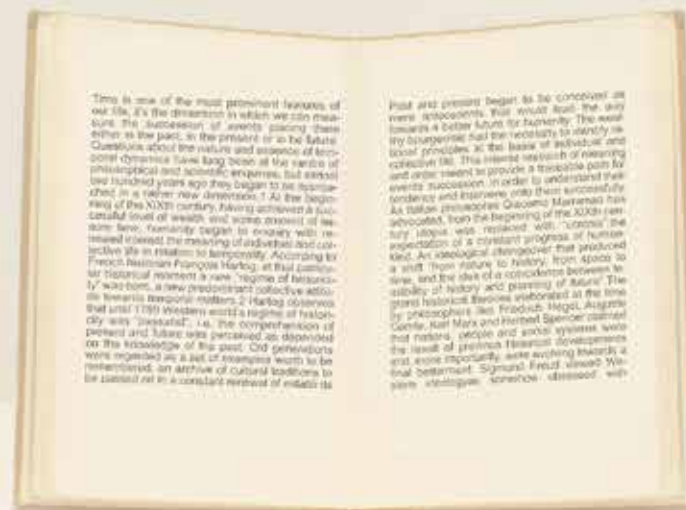 Time is one of the most prominent features of
our life, it's the dimension in which we can mea-
sure the succession of events placing them
either in the past, in the present or in the future.
Questions about the nature and essence of tem-
poral dynamics have long been at the centre of
philosophical and scientific enquiries, but
two hundred years ago they began to be approa-
ched in a rather new dimension.1 At the begin-
ning of the XIXth century, having achieved a suc-
cessful level of wealth and some amount of lei-
sure time, humanity began to enquiry with re-
newed interest the meaning of individual and col-
lective life in relation to temporality. According to
French historian François Hartog, at that particu-
lar historical moment a new "regime of historici-
ty" was born, a new predominant collective attitu-
de towards temporal matters.2 Hartog observes
that until 1789 Western world's regime of histori-
city was i.e. the comprehension of
present and future was perceived as depended
on the knowledge of the past. Old generations
were regarded as a set of examples worth to be
remembered, an archive of cultural traditions to
be passed on in a constant renewal of
Past and present began to be conceived as
mere antecedents that would lead the way
towards a better future for humanity. The weal-
thy bourgeoisie had the necessity to identify ra-
tional principles at the basis of individual and
collective life. This intense research of meaning
and order meant to provide a traceable path for
events succession, in order to understand their
tendency and intervene onto them successfully.
As Italian philosopher Giacomo Marramao has
advocated, from the beginning of the XIXth cen-
tury utopia was replaced with the
expectation of a constant progress of human-
kind. An ideological changeover that produced
a shift "from nature to history, from space to
time, and the idea of a coincidence between fe-
asibility of history and planning of future". The
grand historical theories elaborated at the time
by philosophers like Friedrich Hegel, Auguste
Comte, Karl Marx and Herbert Spencer claimed
that nations, people and social systems were
the result of previous historical developments
and, more importantly, were evolving towards a
final betterment. Sigmund Freud viewed We-
stern ideologues somehow obsessed with